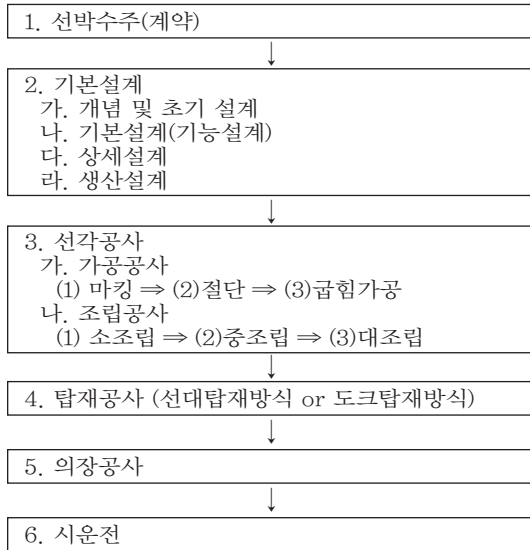 1. 선박수주(계약)
↓
2. 기본설계
가. 개념 및 초기 설계
나. 기본설계(기능설계)
다. 상세설계
라. 생산설계
↓
3. 선각공사
가. 가공공사
(1) 마킹 ⇒ (2)절단 ⇒ (3)굽힘가공
나. 조립공사
(1) 소조립 ⇒ (2)중조립 ⇒ (3)대조립
↓
4. 탑재공사 (선대탑재방식 or 도크탑재방식)
↓
5. 의장공사
↓
6. 시운전